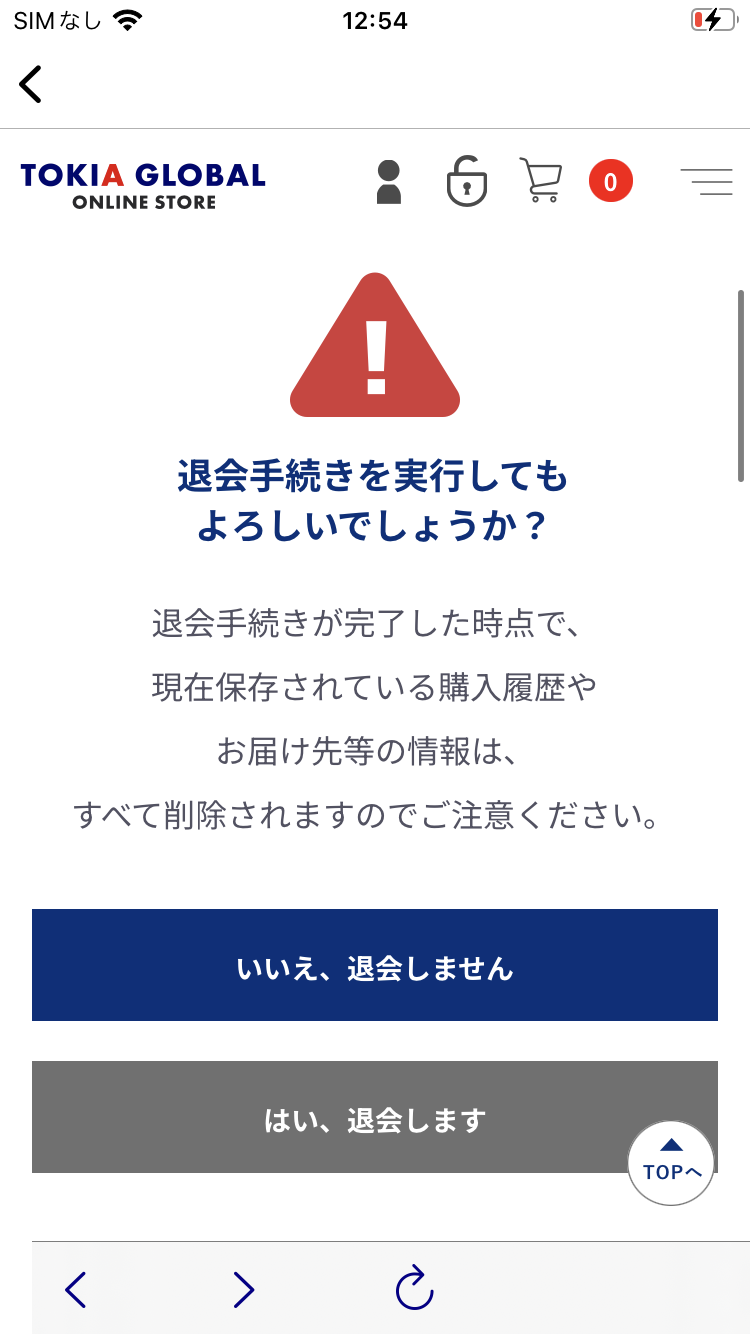 SIMなし
12:54
TOKIA GLOBAL
ONLINE STORE
0
退会手続きを実行しても
よろしいでしょうか？
退会手続きが完了した時点で、
現在保存されている購入履歴や
お届け先等の情報は、
すべて削除されますのでご注意ください。
いいえ、退会しません
はい、退会します
TOPへ